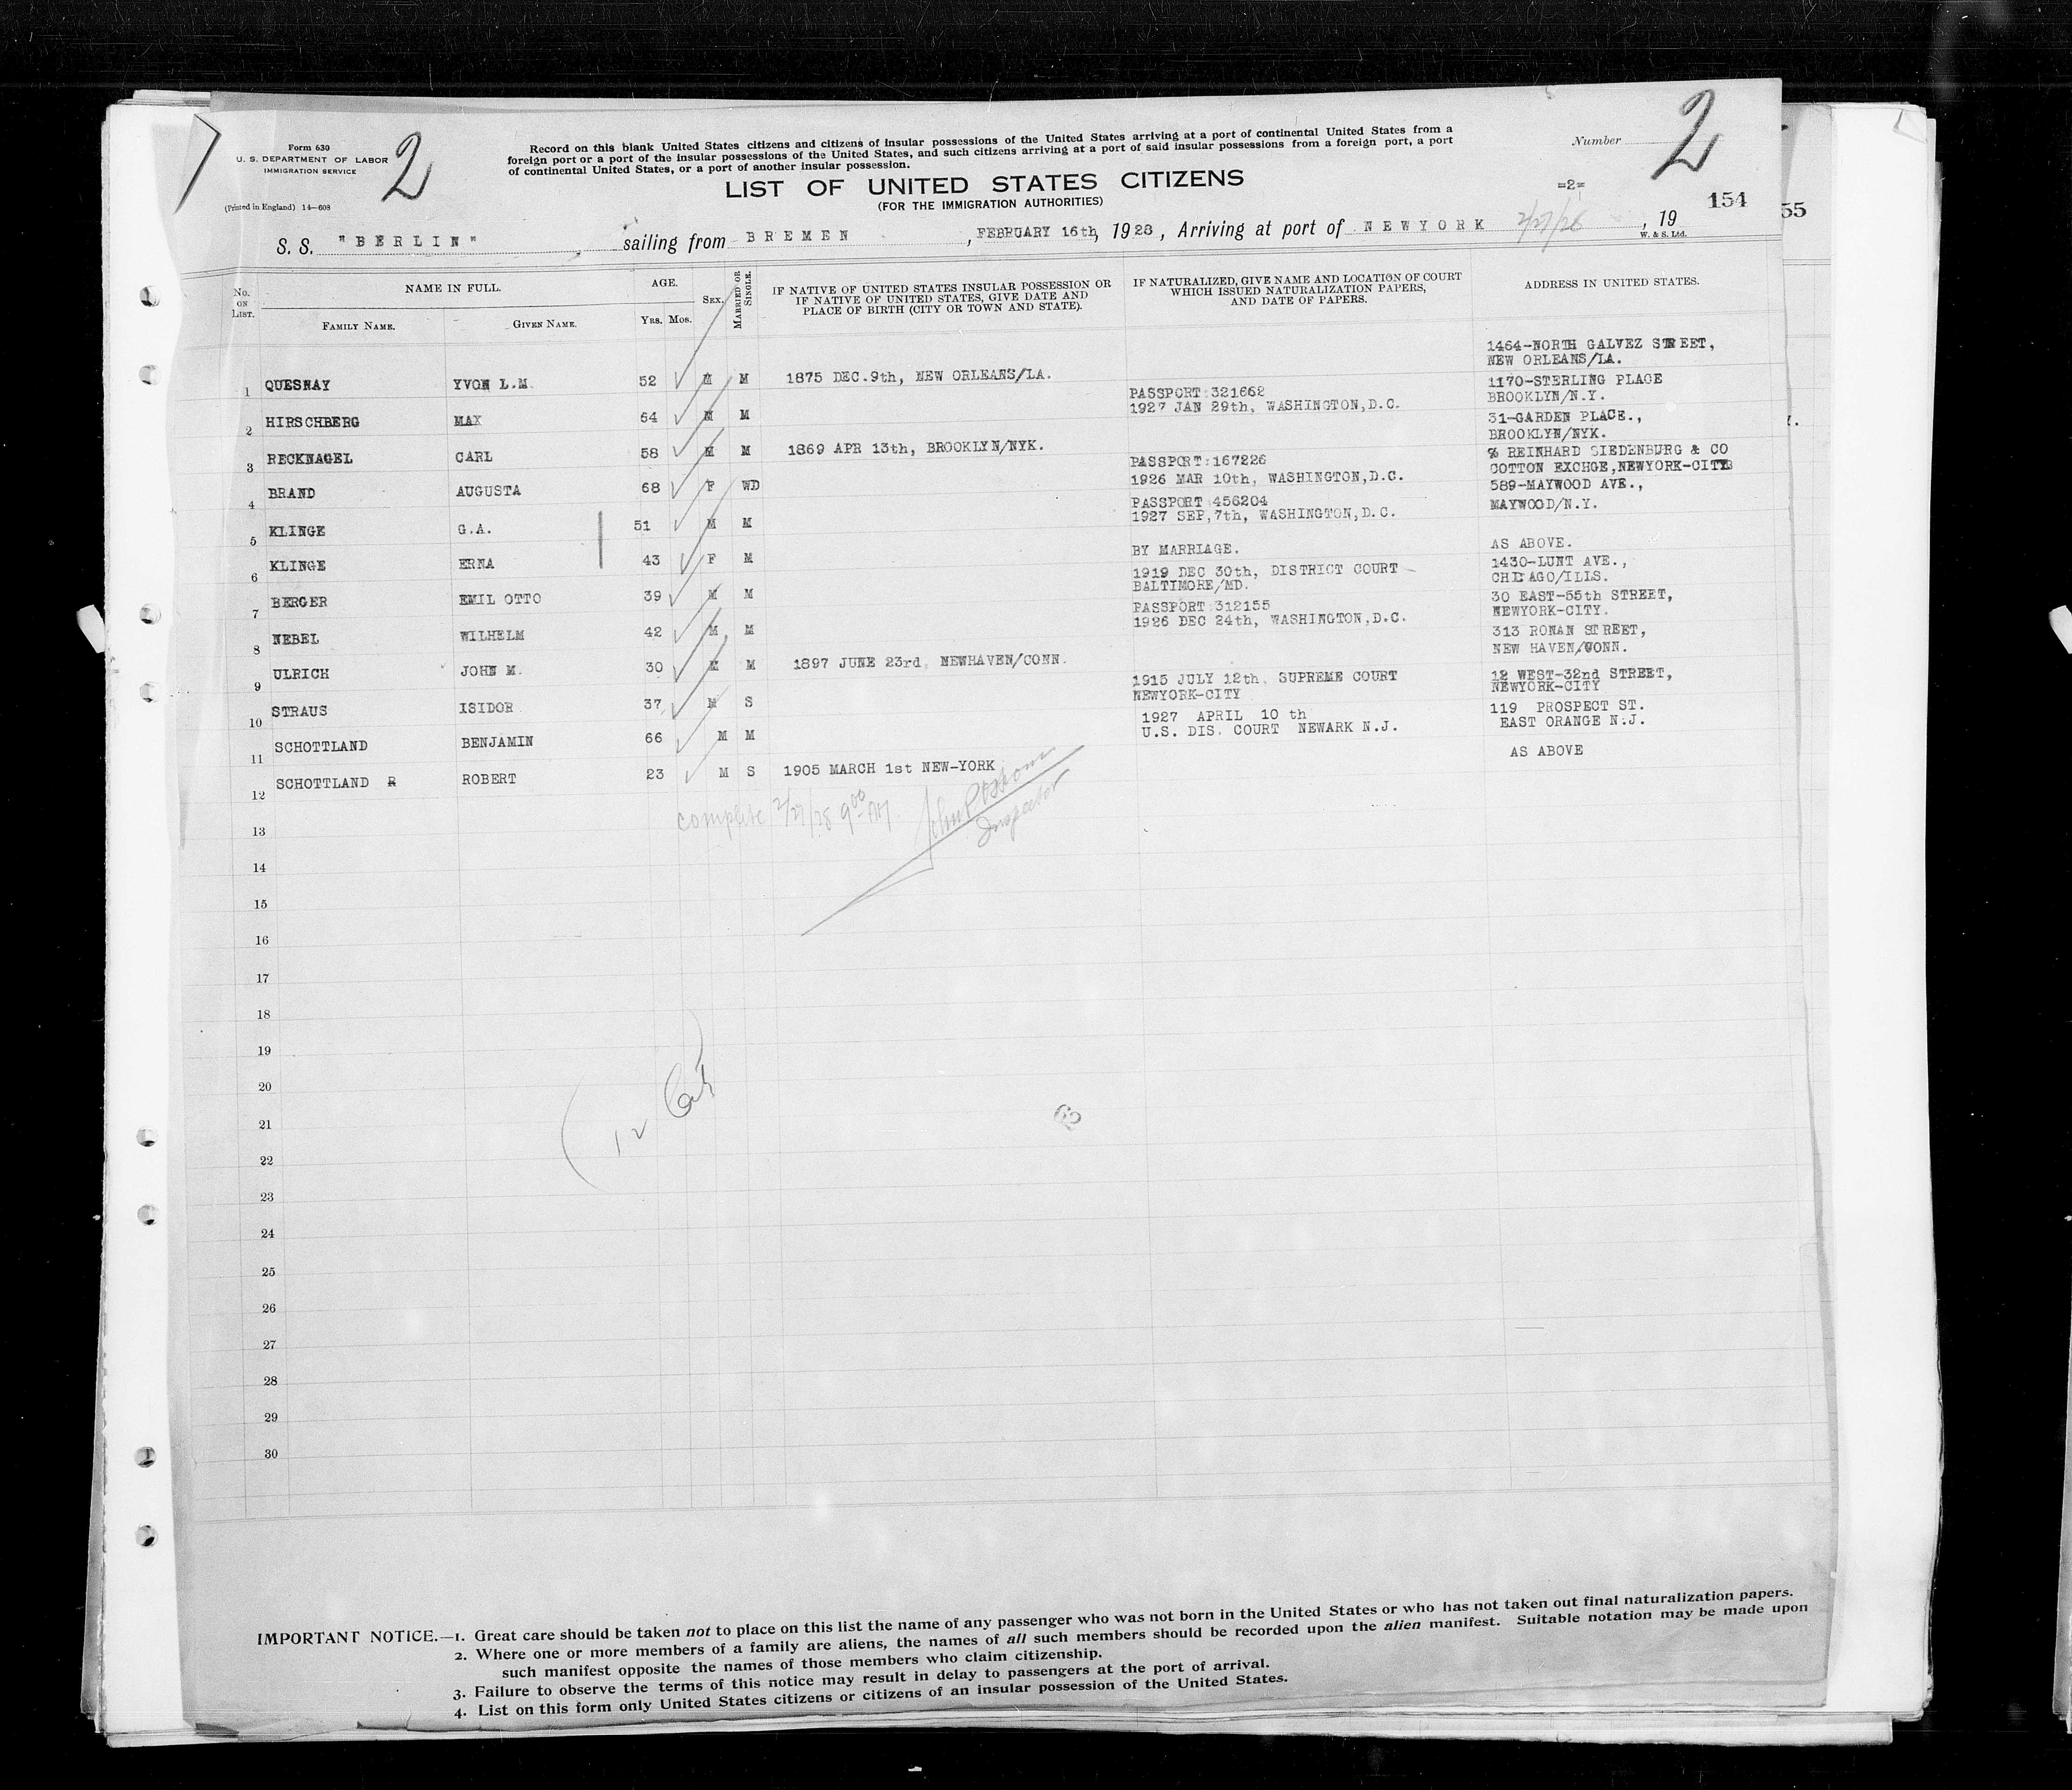 Form 630
U. S. DEPARTMENT OF LABOR
IMMIGRATION SERVICE
(Printed in England) 14—608
2
Record on this blank United States citizens and citizens of insular possessions of the United States arriving at a port of continental United States from a
foreign port or a port of the insular possessions of the United States, and such citizens arriving at a port of said insular possessions from a foreign port, a port
of continental United States, or a port of another insular possession.
LIST OF UNITED STATES CITIZENS
(FOR THE IMMIGRATION AUTHORITIES)
Number
2
=2=
154
55
S. S. "BERLIN", sailing from BREMEN, FEBRUARY 16th, 1928, Arriving at port of NEWYORK 2/27/28, 19
W. & S. Ltd.
No. ON LIST. NAME IN FULL. AGE. SEX. MARRIED OR SINGLE. IF NATIVE OF UNITED STATES INSULAR POSSESSION OR IF NATIVE OF UNITED STATES, GIVE DATE AND PLACE OF BIRTH (CITY OR TOWN AND STATE). IF NATURALIZED, GIVE NAME AND LOCATION OF COURT WHICH ISSUED NATURALIZATION PAPERS, AND DATE OF PAPERS. ADDRESS IN UNITED STATES.
FAMILY NAME. GIVEN NAME. YRS. MOS.
1 QUESNAY YVON L.M. 52 M M 1875 DEC.9th, NEW ORLEANS/LA. 1464-NORTH GALVEZ STREET, NEW ORLEANS/LA.
2 HIRSCHBERG MAX 54 M M PASSPORT:321662 1927 JAN 29th, WASHINGTON,D.C. 1170-STERLING PLACE BROOKLYN/N.Y.
3 RECKNAGEL CARL 58 M M 1869 APR 13th, BROOKLYN/NYK. 31-GARDEN PLACE., BROOKLYN/NYK.
4 BRAND AUGUSTA 68 F WD PASSPORT:167226 1926 MAR 10th, WASHINGTON,D.C. % REINHARD SIEDENBURG & CO COTTON EXCHGE,NEWYORK-CITY
5 KLINGE G.A. 51 M M PASSPORT 456204 1927 SEP,7th, WASHINGTON,D.C. 589-MAYWOOD AVE., MAYWOOD/N.Y.
6 KLINGE ERNA 43 F M BY MARRIAGE. AS ABOVE.
7 BERGER EMIL OTTO 39 M M 1919 DEC 30th, DISTRICT COURT BALTIMORE/MD. 1430-LUNT AVE., CHICAGO/ILLS.
8 NEBEL WILHELM 42 M M PASSPORT:312155 1926 DEC 24th, WASHINGTON,D.C. 30 EAST-55th STREET, NEWYORK-CITY.
9 ULRICH JOHN M. 30 M M 1897 JUNE 23rd, NEWHAVEN/CONN. 313 RONAN STREET, NEW HAVEN/CONN.
10 STRAUS ISIDOR 37 M S 1915 JULY 12th, SUPREME COURT NEWYORK-CITY 12 WEST-32nd STREET, NEWYORK-CITY
11 SCHOTTLAND BENJAMIN 66 M M 1927 APRIL 10 th U.S. DIS. COURT NEWARK N.J. 119 PROSPECT ST. EAST ORANGE N.J.
12 SCHOTTLAND R ROBERT 23 M S 1905 MARCH 1st NEW-YORK AS ABOVE
complete 2/27/28 9 00 AM. Inspector
13
14
15
16
17
18
19
20
21
22
23
24
25
26
27
28
29
30
12 Cit
IMPORTANT NOTICE.—1. Great care should be taken not to place on this list the name of any passenger who was not born in the United States or who has not taken out final naturalization papers.
2. Where one or more members of a family are aliens, the names of all such members should be recorded upon the alien manifest. Suitable notation may be made upon
such manifest opposite the names of those members who claim citizenship.
3. Failure to observe the terms of this notice may result in delay to passengers at the port of arrival.
4. List on this form only United States citizens or citizens of an insular possession of the United States.